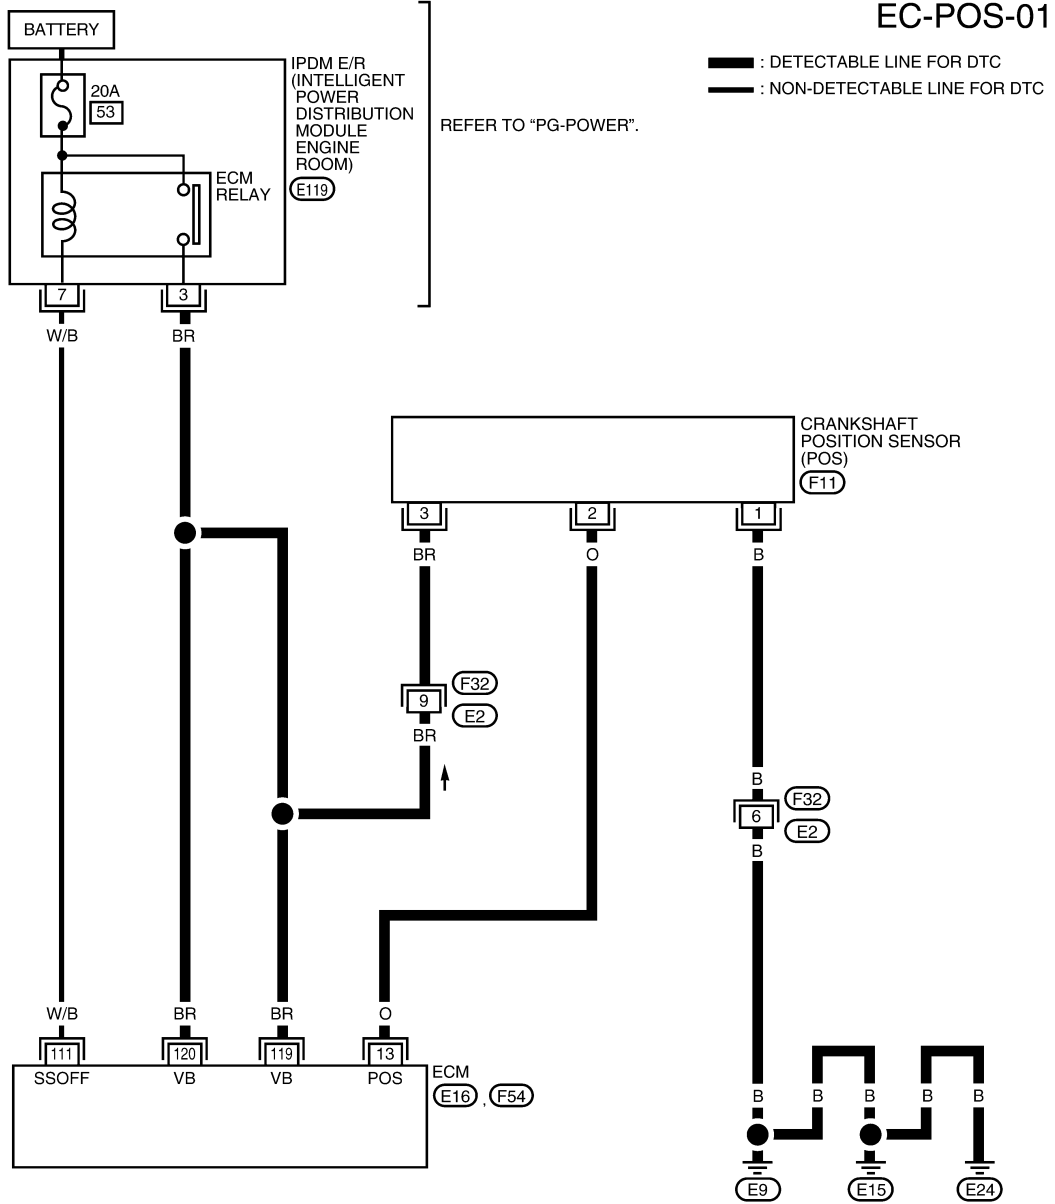 EC-POS-01
BATTERY
: DETECTABLE LINE FOR DTC
: NON-DETECTABLE LINE FOR DTC
20A
53
IPDM E/R
(INTELLIGENT
POWER
DISTRIBUTION
MODULE
ENGINE
ROOM)
E119
REFER TO “PG-POWER”.
ECM
RELAY
7
3
W/B
BR
CRANKSHAFT
POSITION SENSOR
(POS)
F11
3
2
1
BR
O
B
F32
9
E2
BR
B
F32
6
E2
B
W/B
BR
BR
O
111
120
119
13
SSOFF
VB
VB
POS
ECM
E16 , F54
B
B
B
B
B
E9
E15
E24